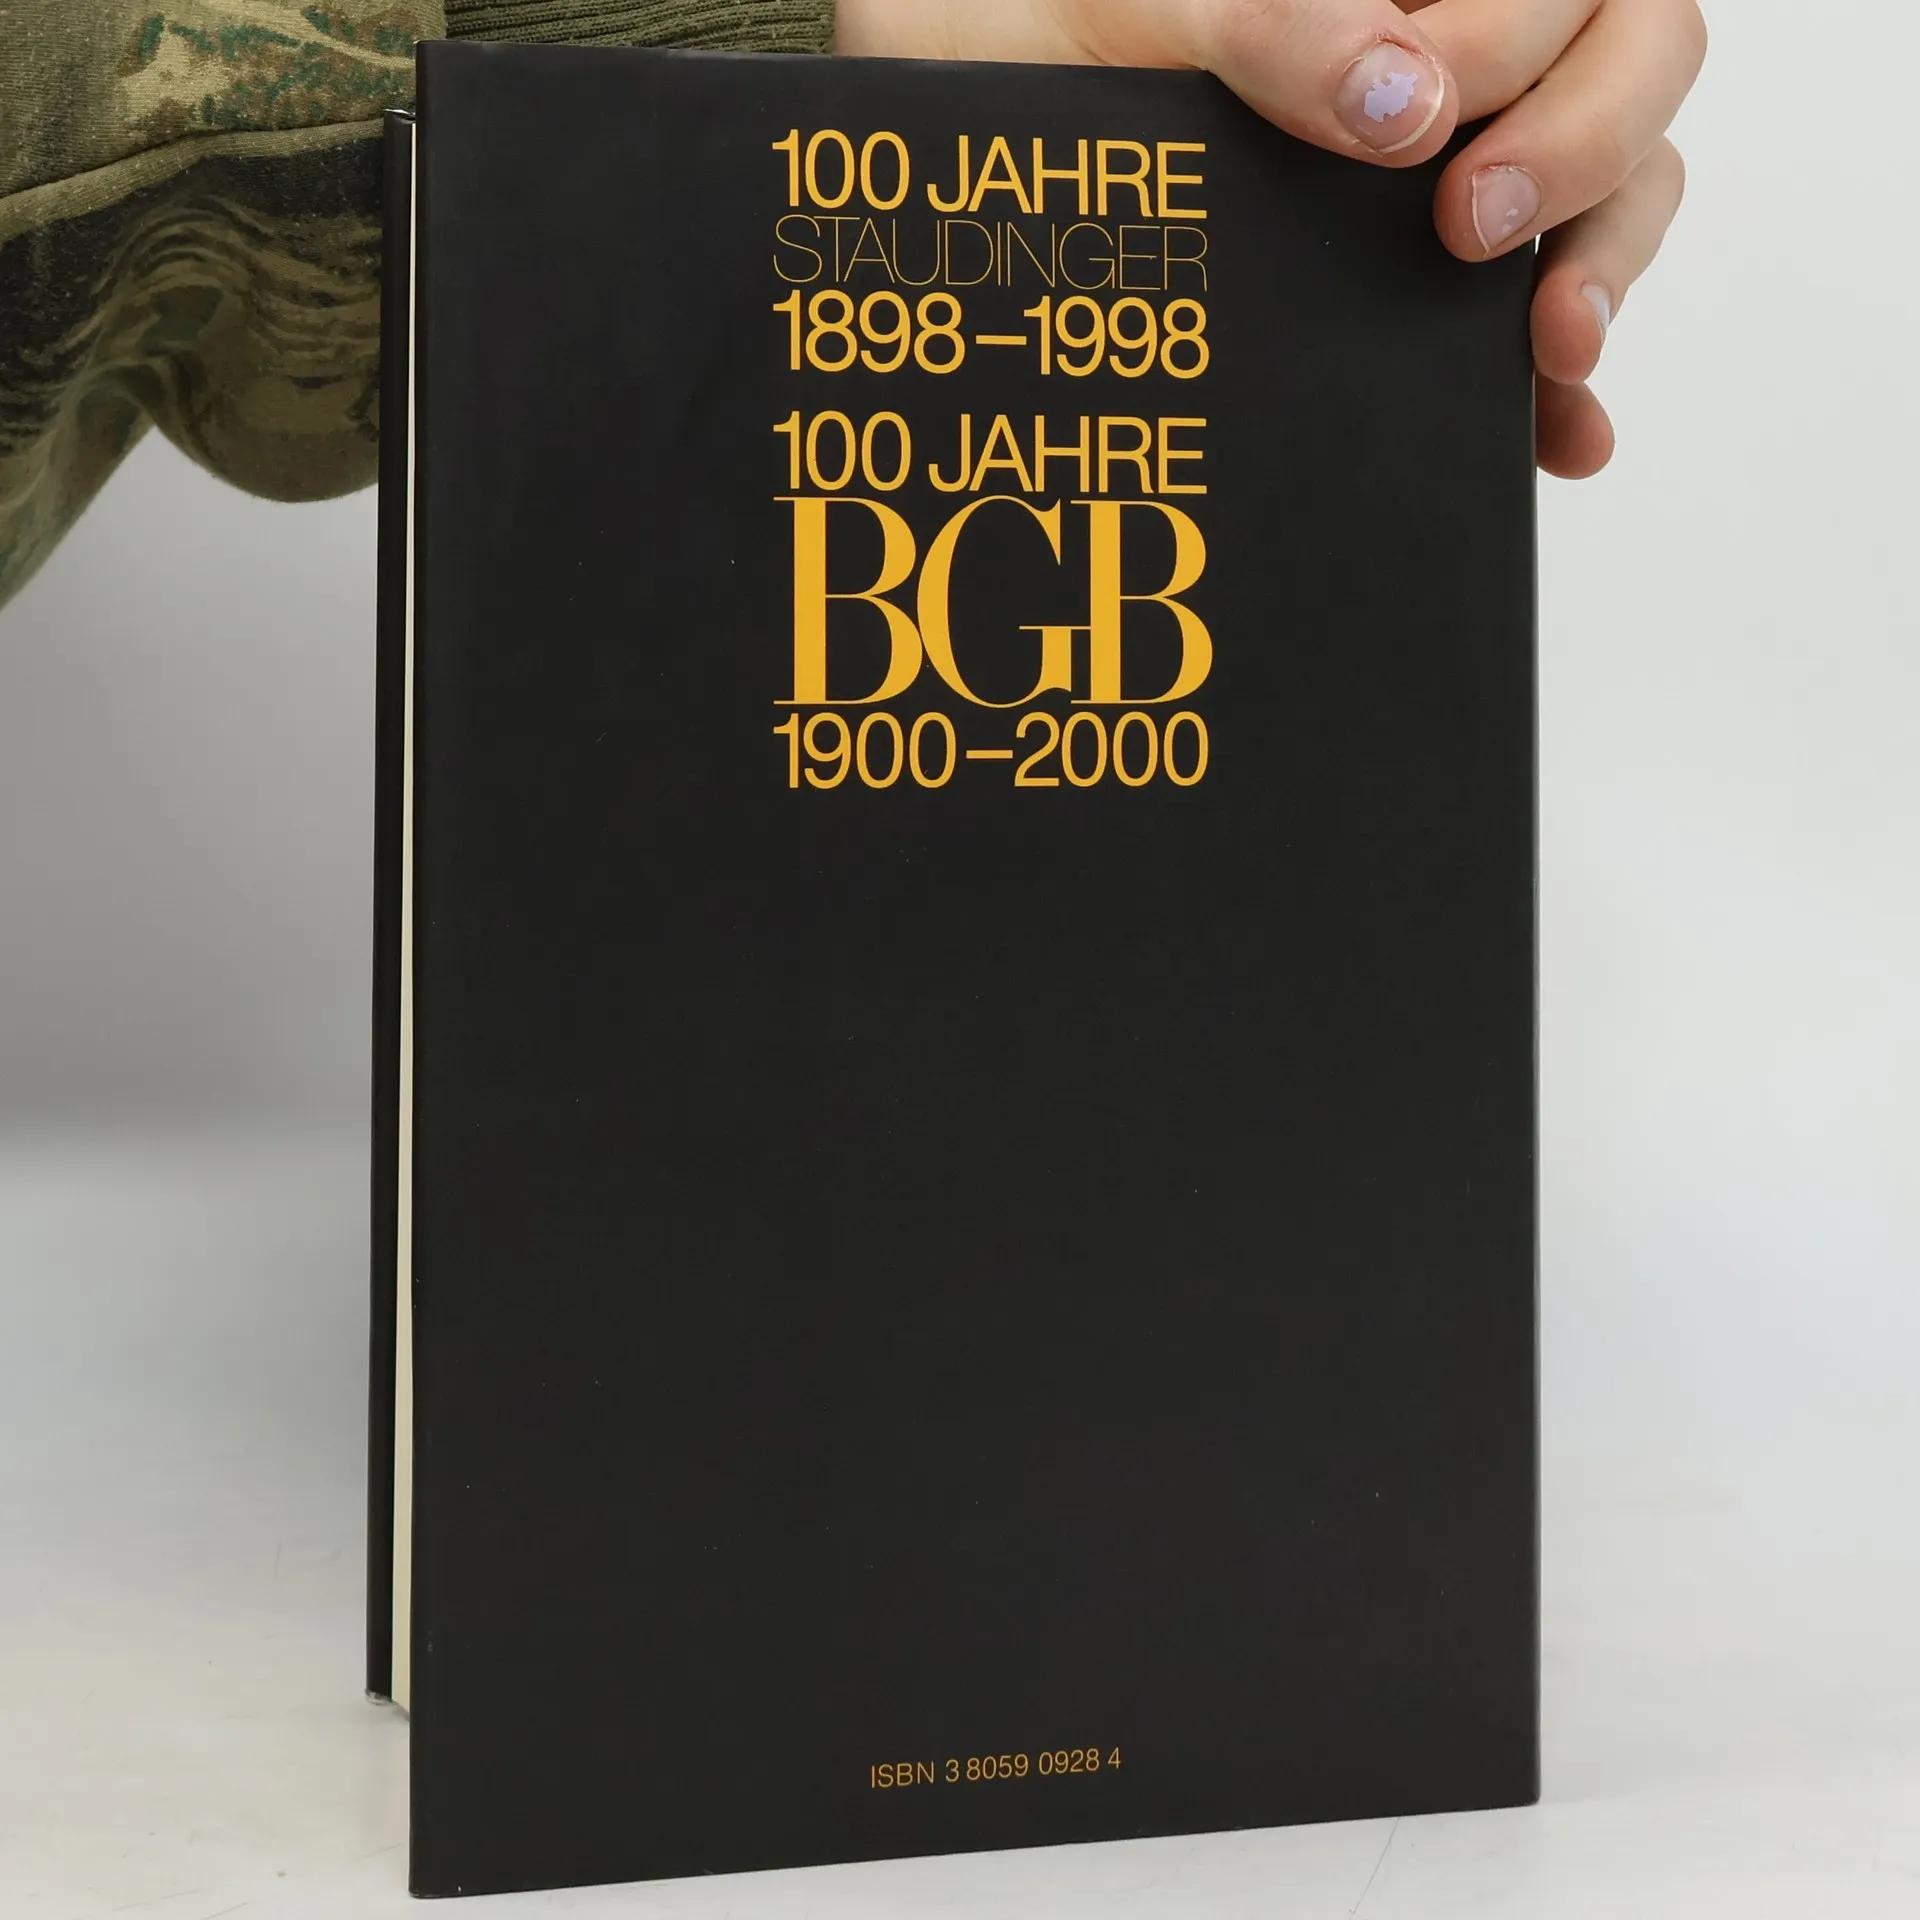 100 JAHRE
STAUDINGER
1898–1998
100 JAHRE
BGB
1900–2000
ISBN 3 8059 0928 4